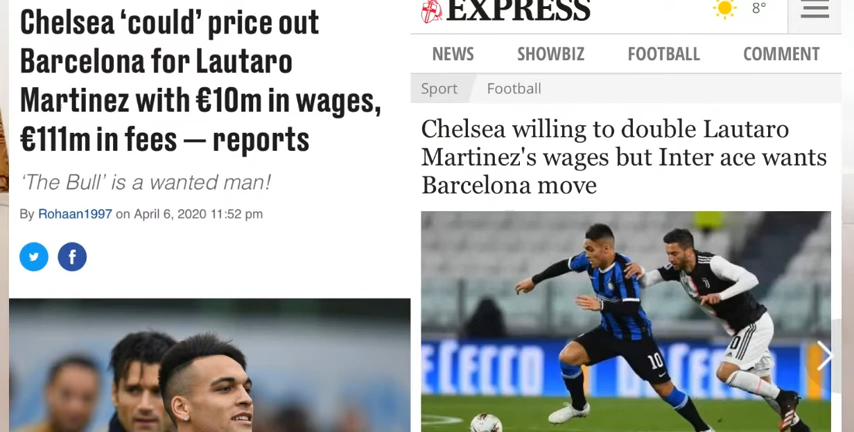 Chelsea ‘could’ price out
Barcelona for Lautaro
Martinez with €10m in wages,
€111m in fees — reports
‘The Bull’ is a wanted man!
By Rohaan1997 on April 6, 2020 11:52 pm
EXPRESS
8°
NEWS SHOWBIZ FOOTBALL COMMENT
Sport Football
Chelsea willing to double Lautaro
Martinez's wages but Inter ace wants
Barcelona move
10